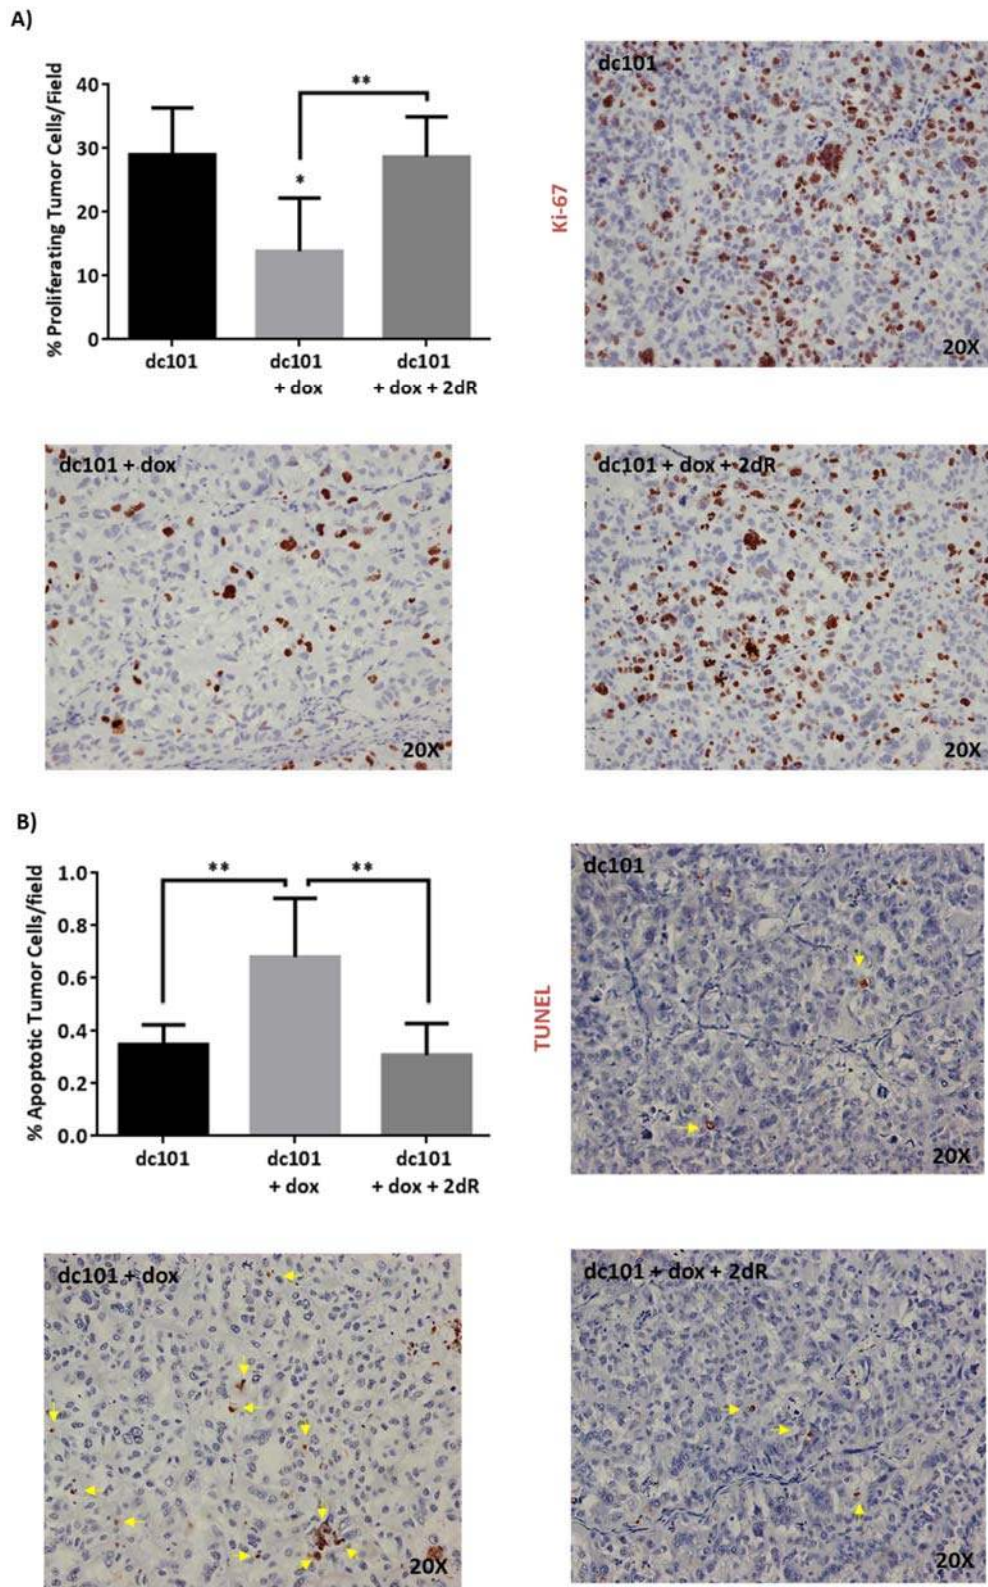 A)
% Proliferating Tumor Cells/Field
40
30
20
10
0
**
*
dc101
dc101
+ dox
dc101
+ dox + 2dR
Ki-67
dc101
20X
dc101 + dox
20X
dc101 + dox + 2dR
20X
B)
% Apoptotic Tumor Cells/field
1.0
0.8
0.6
0.4
0.2
0.0
**
**
dc101
dc101
+ dox
dc101
+ dox + 2dR
TUNEL
dc101
20X
dc101 + dox
20X
dc101 + dox + 2dR
20X